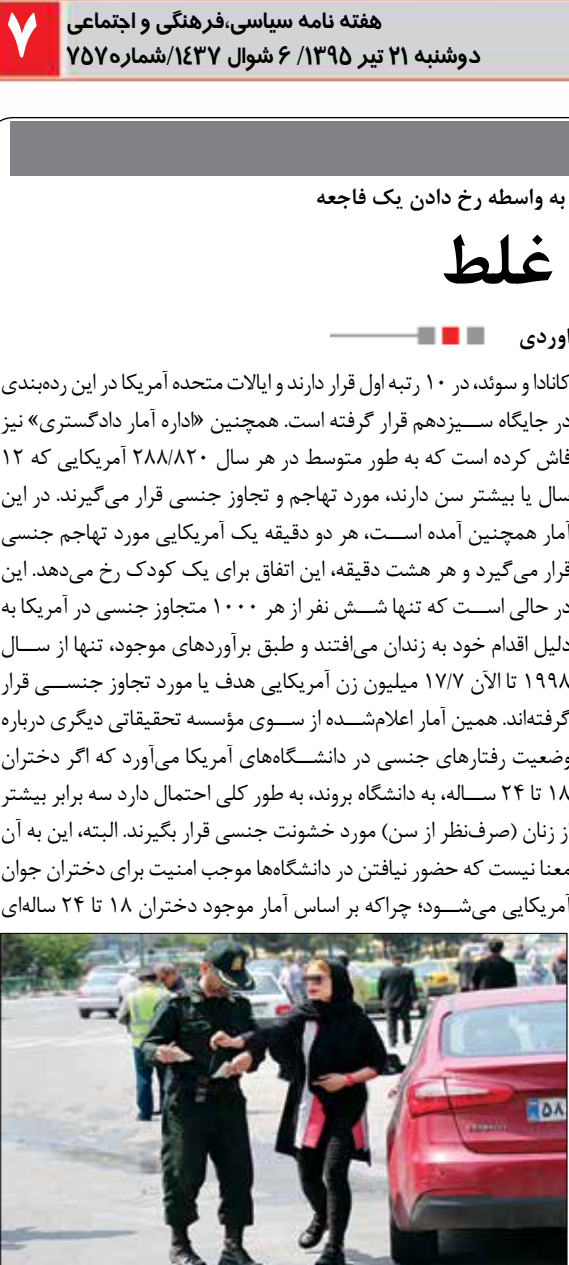 ۷
هفته نامه سیاسی،فرهنگی و اجتماعی
دوشنبه ۲۱ تیر ۱۳۹۵/ ۶ شوال ۱٤۳۷/شماره۷۵۷
به واسطه رخ دادن یک فاجعه
غلط
اوردی
کانادا و سوئد، در ۱۰ رتبه اول قرار دارند و ایالات متحده آمریکا در این رده‌بندی
در جایگاه سیزدهم قرار گرفته است. همچنین «اداره آمار دادگستری» نیز
فاش کرده است که به طور متوسط در هر سال ۲۸۸/۸۲۰ آمریکایی که ۱۲
سال یا بیشتر سن دارند، مورد تهاجم و تجاوز جنسی قرار می‌گیرند. در این
آمار همچنین آمده است، هر دو دقیقه یک آمریکایی مورد تهاجم جنسی
قرار می‌گیرد و هر هشت دقیقه، این اتفاق برای یک کودک رخ می‌دهد. این
در حالی است که تنها شش نفر از هر ۱۰۰۰ متجاوز جنسی در آمریکا به
دلیل اقدام خود به زندان می‌افتند و طبق برآوردهای موجود، تنها از سال
۱۹۹۸ تا الآن ۱۷/۷ میلیون زن آمریکایی هدف یا مورد تجاوز جنسی قرار
گرفته‌اند. همین آمار اعلام‌شده از سوی مؤسسه تحقیقاتی دیگری درباره
وضعیت رفتارهای جنسی در دانشگاه‌های آمریکا می‌آورد که اگر دختران
۱۸ تا ۲۴ ساله، به دانشگاه بروند، به طور کلی احتمال دارد سه برابر بیشتر
از زنان (صرف‌نظر از سن) مورد خشونت جنسی قرار بگیرند. البته، این به آن
معنا نیست که حضور نیافتن در دانشگاه‌ها موجب امنیت برای دختران جوان
آمریکایی می‌شود؛ چراکه بر اساس آمار موجود دختران ۱۸ تا ۲۴ ساله‌ای
۵۸